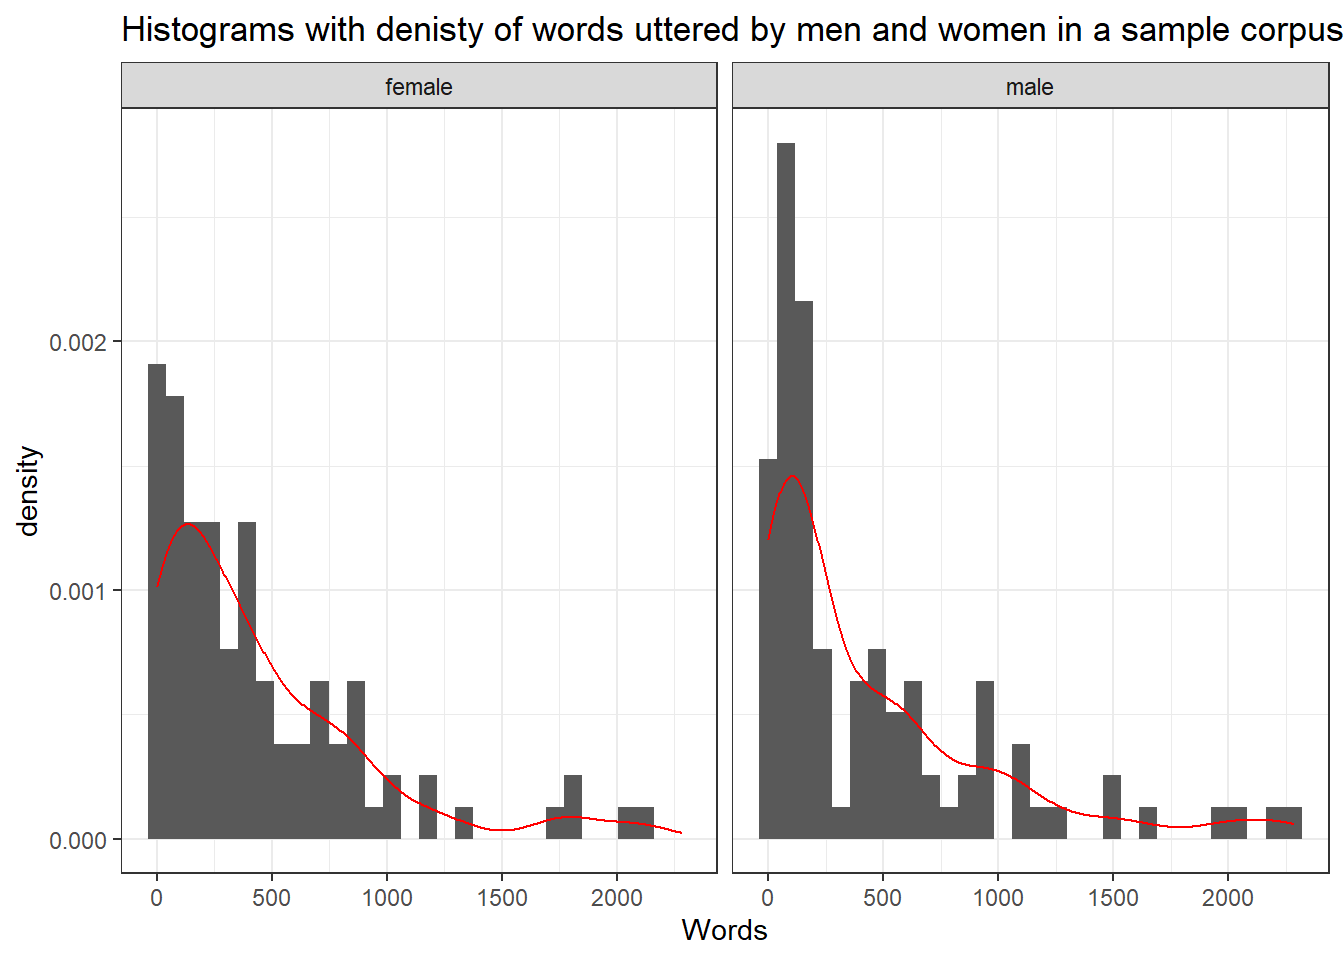 Histograms with denisty of words uttered by men and women in a sample corpus
female
male
density
0.002
0.001
0.000
0 500 1000 1500 2000
0 500 1000 1500 2000
Words